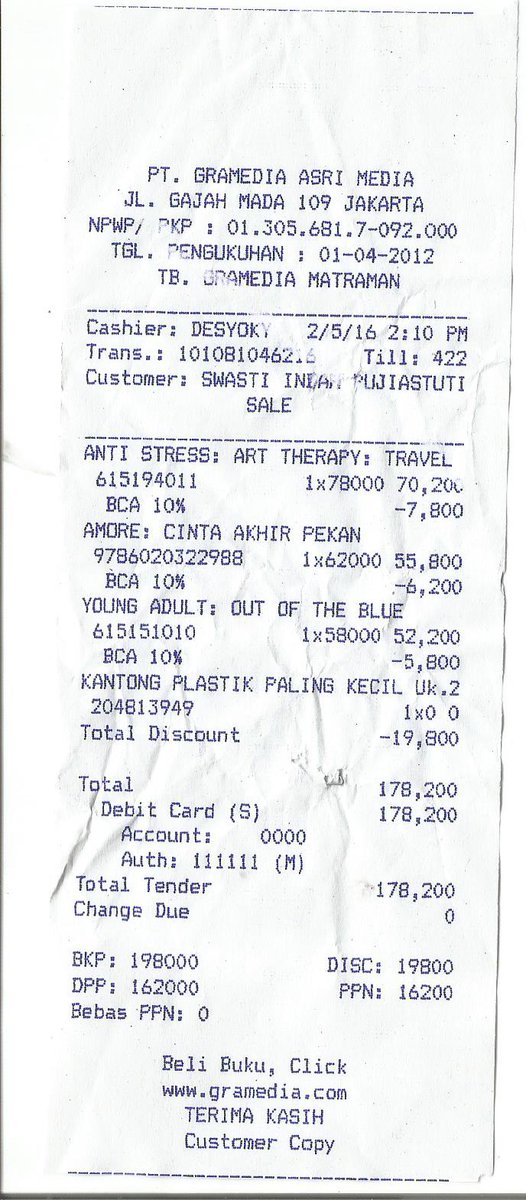 PT. GRAMEDIA ASRI MEDIA
JL. GAJAH MADA 109 JAKARTA
NPWP/ PKP : 01.305.681.7-092.000
TGL. PENGUKUHAN : 01-04-2012
TB. GRAMEDIA MATRAMAN
Cashier: DESYOKY 2/5/16 2:10 PM
Trans.: Till: 422
Customer: SWASTI INDAH PUJIASTUTI
SALE
ANTI STRESS: ART THERAPY: TRAVEL
615194011 1x78000 70,200
BCA 10% -7,800
AMORE: CINTA AKHIR PEKAN
9786020322988 1x62000 55,800
BCA 10% -6,200
YOUNG ADULT: OUT OF THE BLUE
615151010 1x58000 52,200
BCA 10% -5,800
KANTONG PLASTIK PALING KECIL Uk.2
204813949 1x0 0
Total Discount -19,800
Total 178,200
Debit Card (S) 178,200
Account: 0000
Auth: 111111 (M)
Total Tender 178,200
Change Due 0
BKP: 198000 DISC: 19800
DPP: 162000 PPN: 16200
Bebas PPN: 0
Beli Buku, Click
www.gramedia.com
TERIMA KASIH
Customer Copy